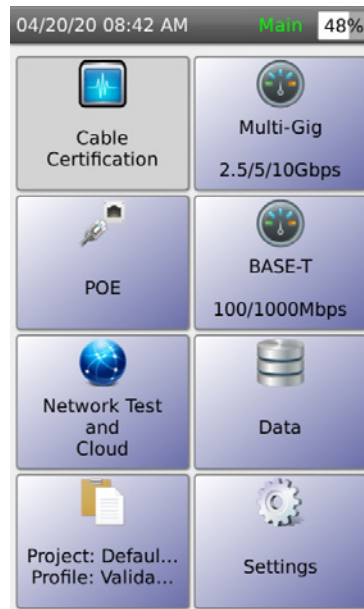 04/20/20 08:42 AM Main 48%
Cable
Certification
Multi-Gig
2.5/5/10Gbps
POE
BASE-T
100/1000Mbps
Network Test
and
Cloud
Data
Project: Defaul...
Profile: Valida...
Settings